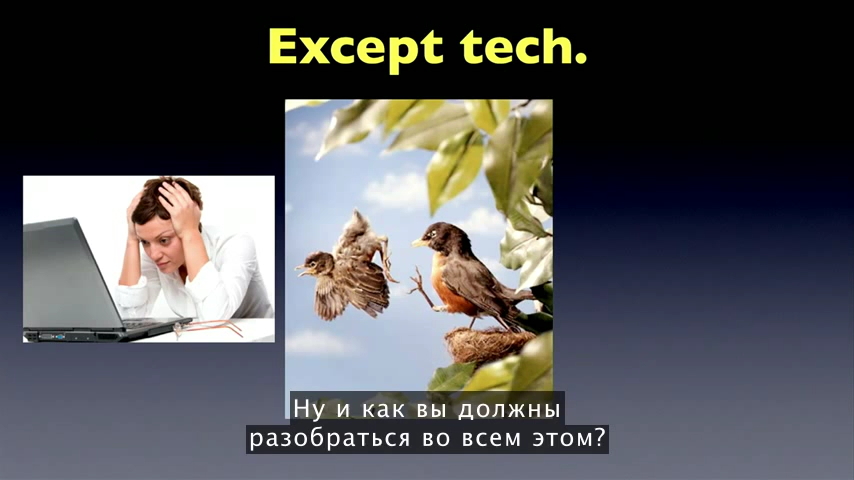 Except tech.
Ну и как вы должны
разобраться во всем этом?